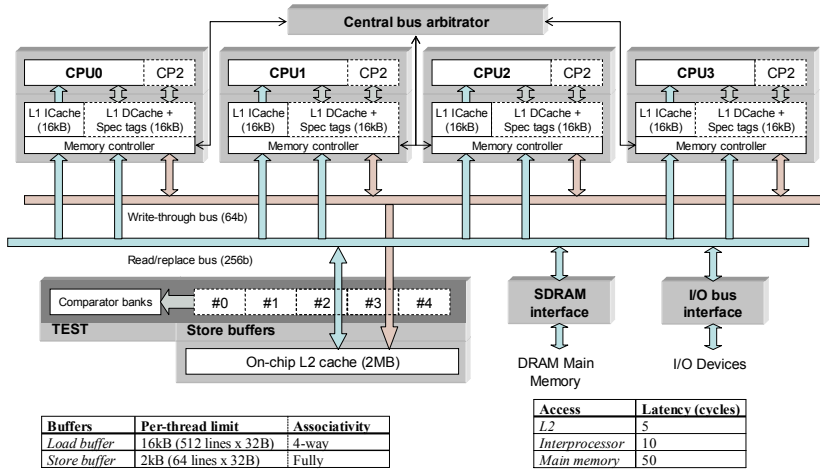 Central bus arbitrator
CPU0 CP2 CPU1 CP2 CPU2 CP2 CPU3 CP2
L1 ICache (16kB) L1 DCache + Spec tags (16kB) L1 ICache (16kB) L1 DCache + Spec tags (16kB) L1 ICache (16kB) L1 DCache + Spec tags (16kB) L1 ICache (16kB) L1 DCache + Spec tags (16kB)
Memory controller Memory controller Memory controller Memory controller
Write-through bus (64b)
Read/replace bus (256b)
Comparator banks #0 #1 #2 #3 #4
TEST Store buffers
On-chip L2 cache (2MB)
SDRAM interface
I/O bus interface
DRAM Main Memory
I/O Devices
Buffers Per-thread limit Associativity
Load buffer 16kB (512 lines x 32B) 4-way
Store buffer 2kB (64 lines x 32B) Fully
Access Latency (cycles)
L2 5
Interprocessor 10
Main memory 50